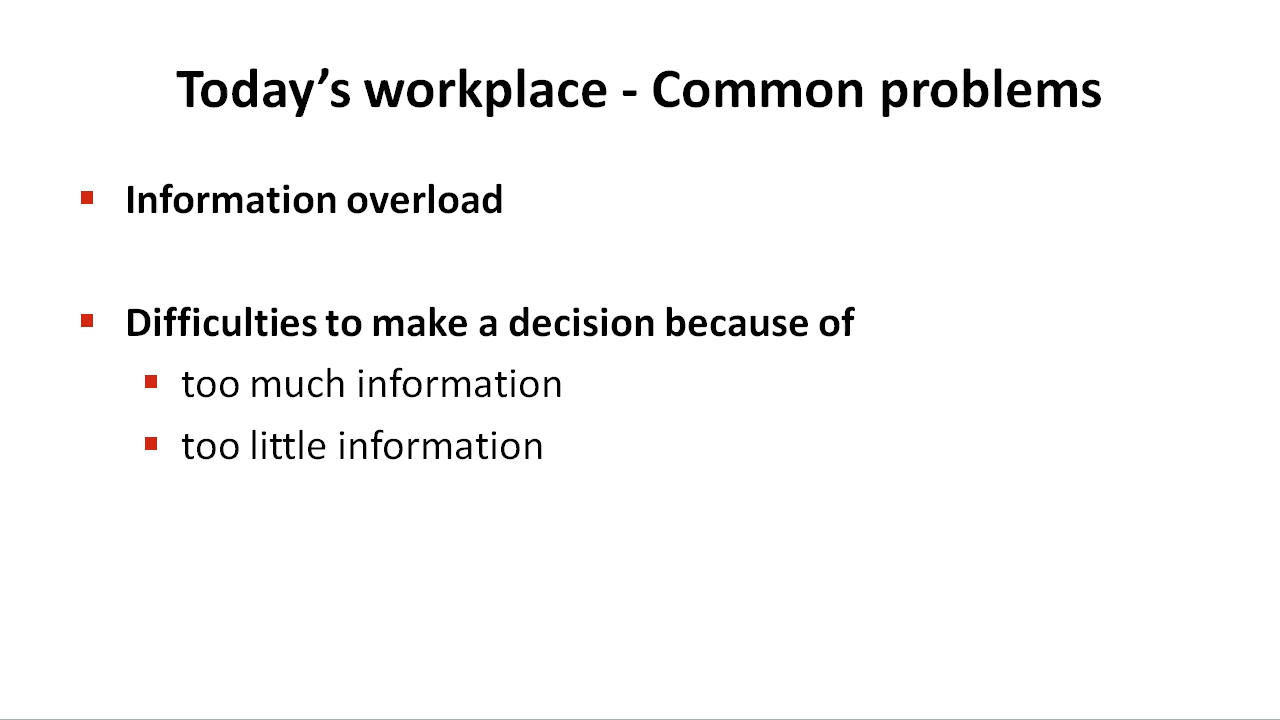 Today’s workplace - Common problems
Information overload
Difficulties to make a decision because of
too much information
too little information